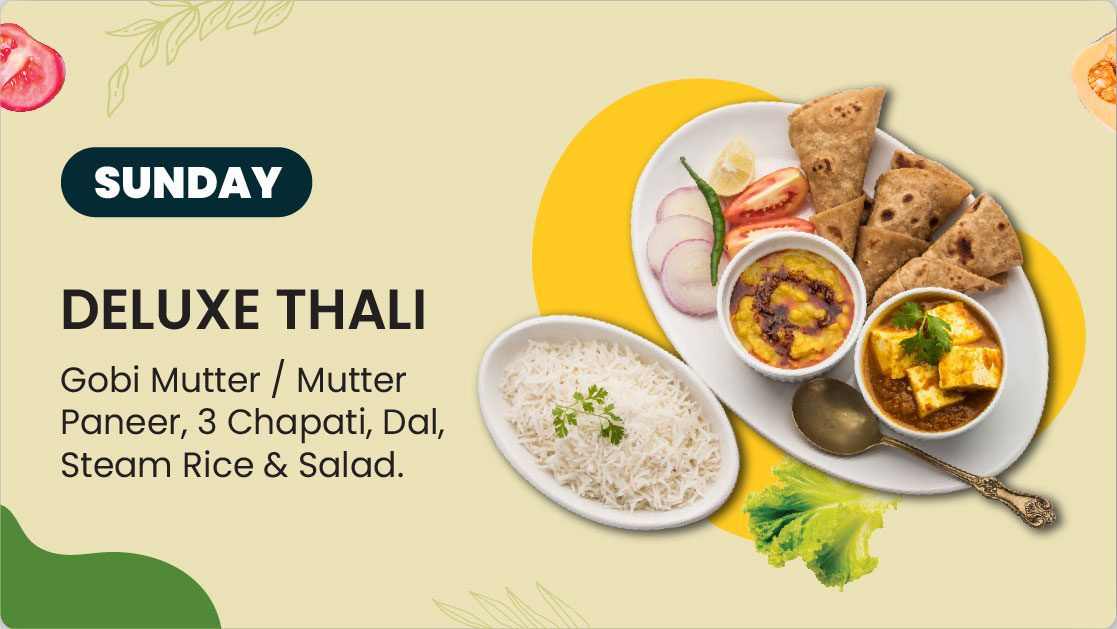 SUNDAY
DELUXE THALI
Gobi Mutter / Mutter
Paneer, 3 Chapati, Dal,
Steam Rice & Salad.